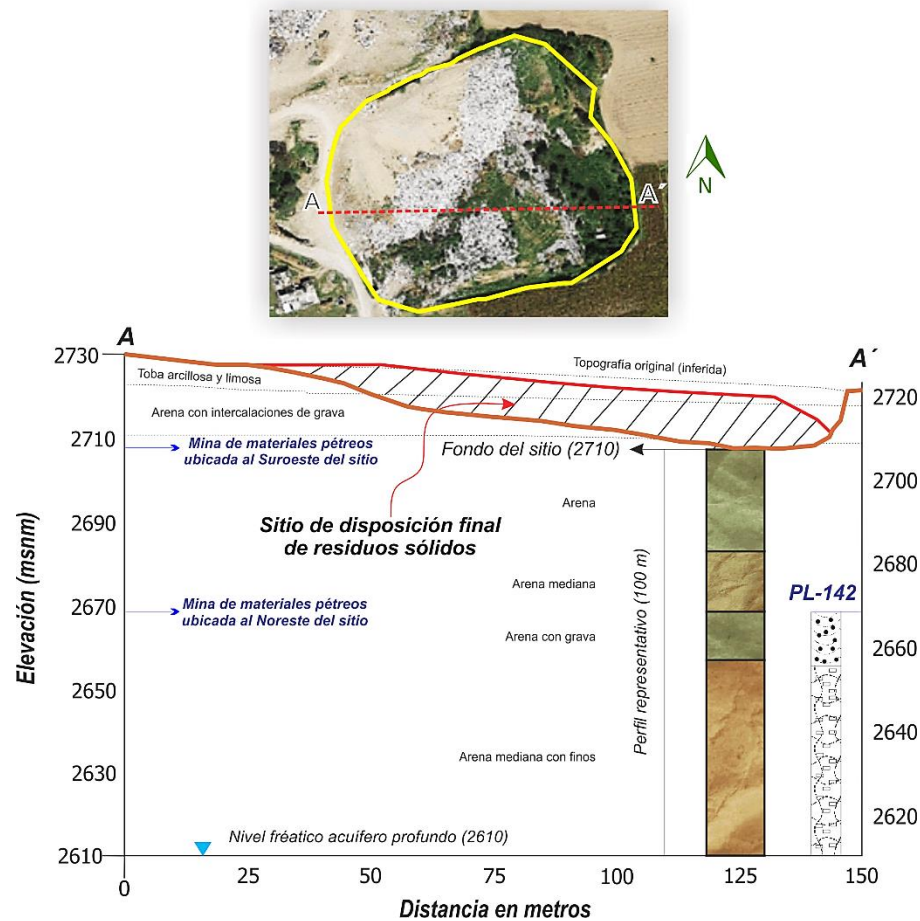 A
A´
N
A
A´
2730
2710
2690
2670
2650
2630
2610
Elevación (msnm)
Topografía original (inferida)
Toba arcillosa y limosa
Arena con intercalaciones de grava
Mina de materiales pétreos
ubicada al Suroeste del sitio
Fondo del sitio (2710)
Sitio de disposición final
de residuos sólidos
Arena
Arena mediana
Mina de materiales pétreos
ubicada al Noreste del sitio
Arena con grava
Perfil representativo (100 m)
PL-142
Arena mediana con finos
Nivel fréatico acuífero profundo (2610)
2720
2700
2680
2660
2640
2620
0
25
50
75
100
125
150
Distancia en metros